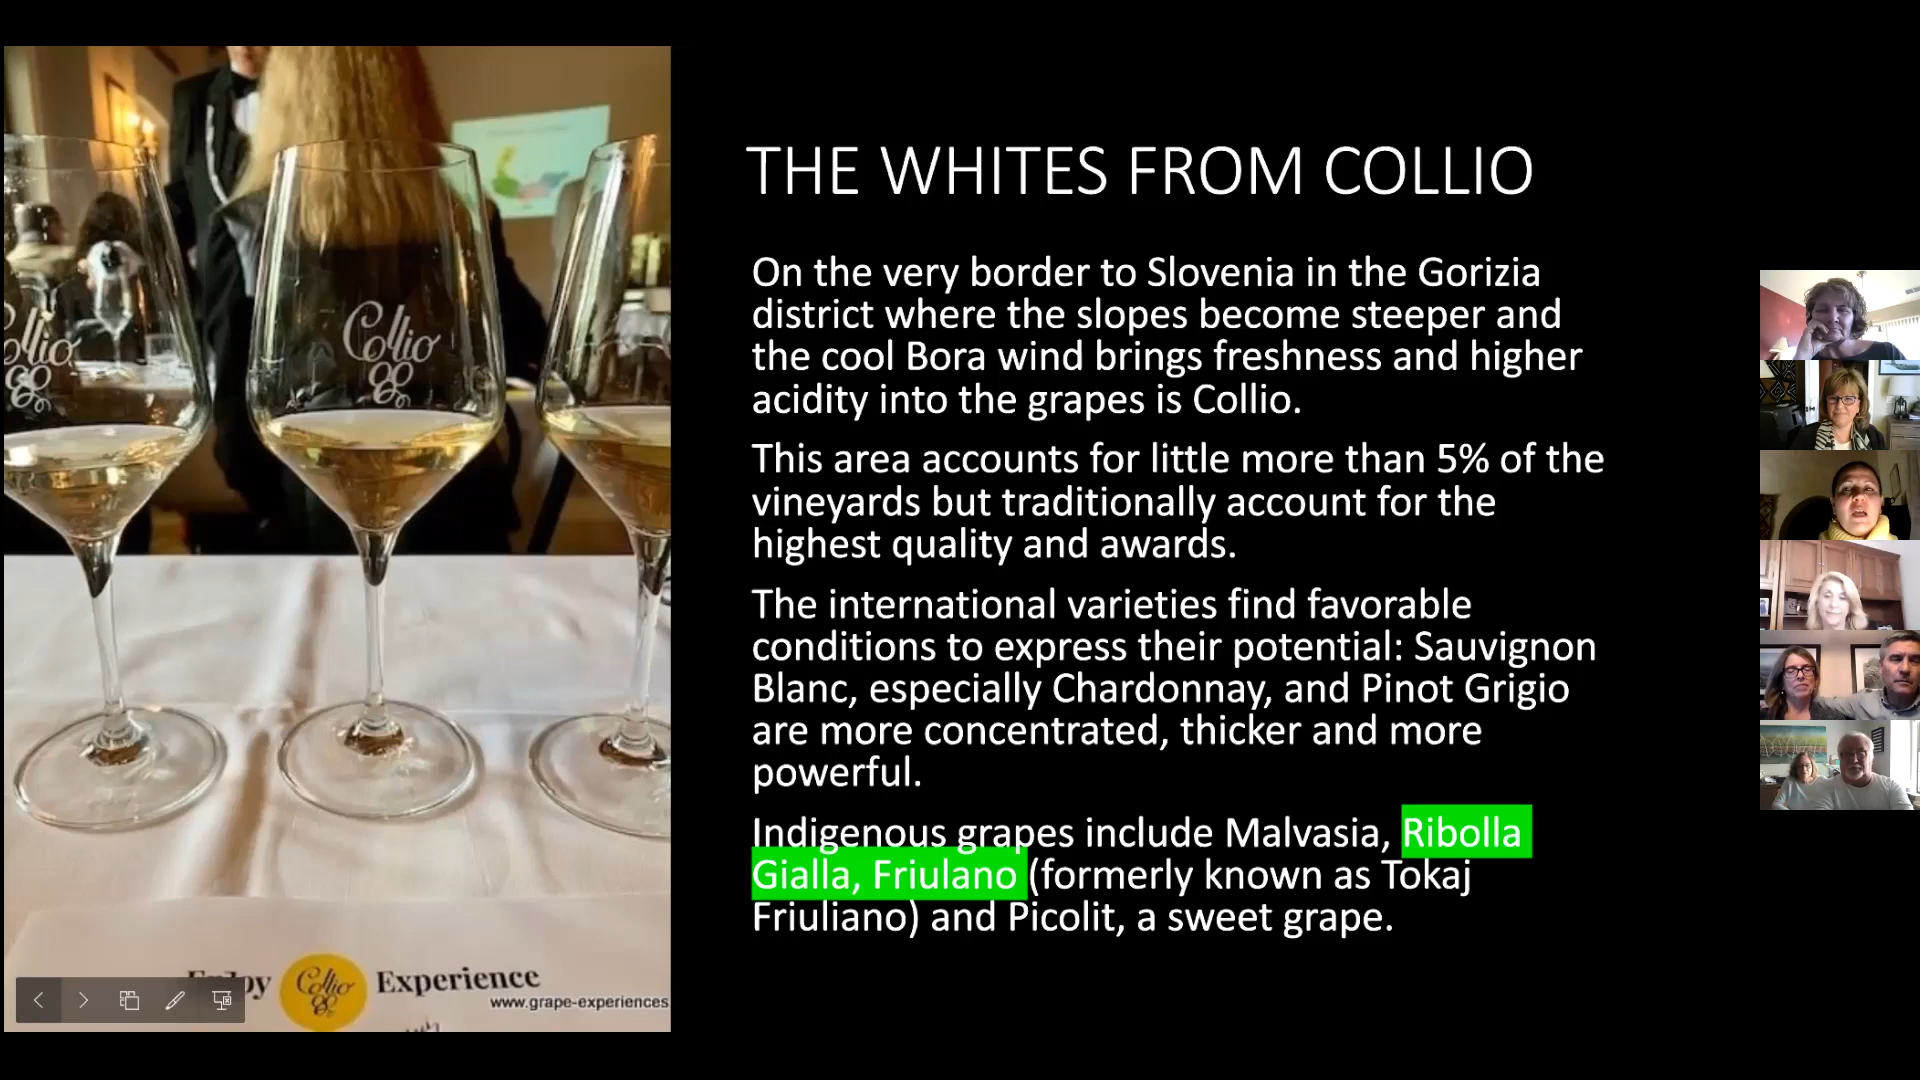 THE WHITES FROM COLLIO
On the very border to Slovenia in the Gorizia
district where the slopes become steeper and
the cool Bora wind brings freshness and higher
acidity into the grapes is Collio.
This area accounts for little more than 5% of the
vineyards but traditionally account for the
highest quality and awards.
The international varieties find favorable
conditions to express their potential: Sauvignon
Blanc, especially Chardonnay, and Pinot Grigio
are more concentrated, thicker and more
powerful.
Indigenous grapes include Malvasia, Ribolla
Gialla, Friulano (formerly known as Tokaj
Friuliano) and Picolit, a sweet grape.
Collio
Collio
Enjoy Collio Experience
www.grape-experiences